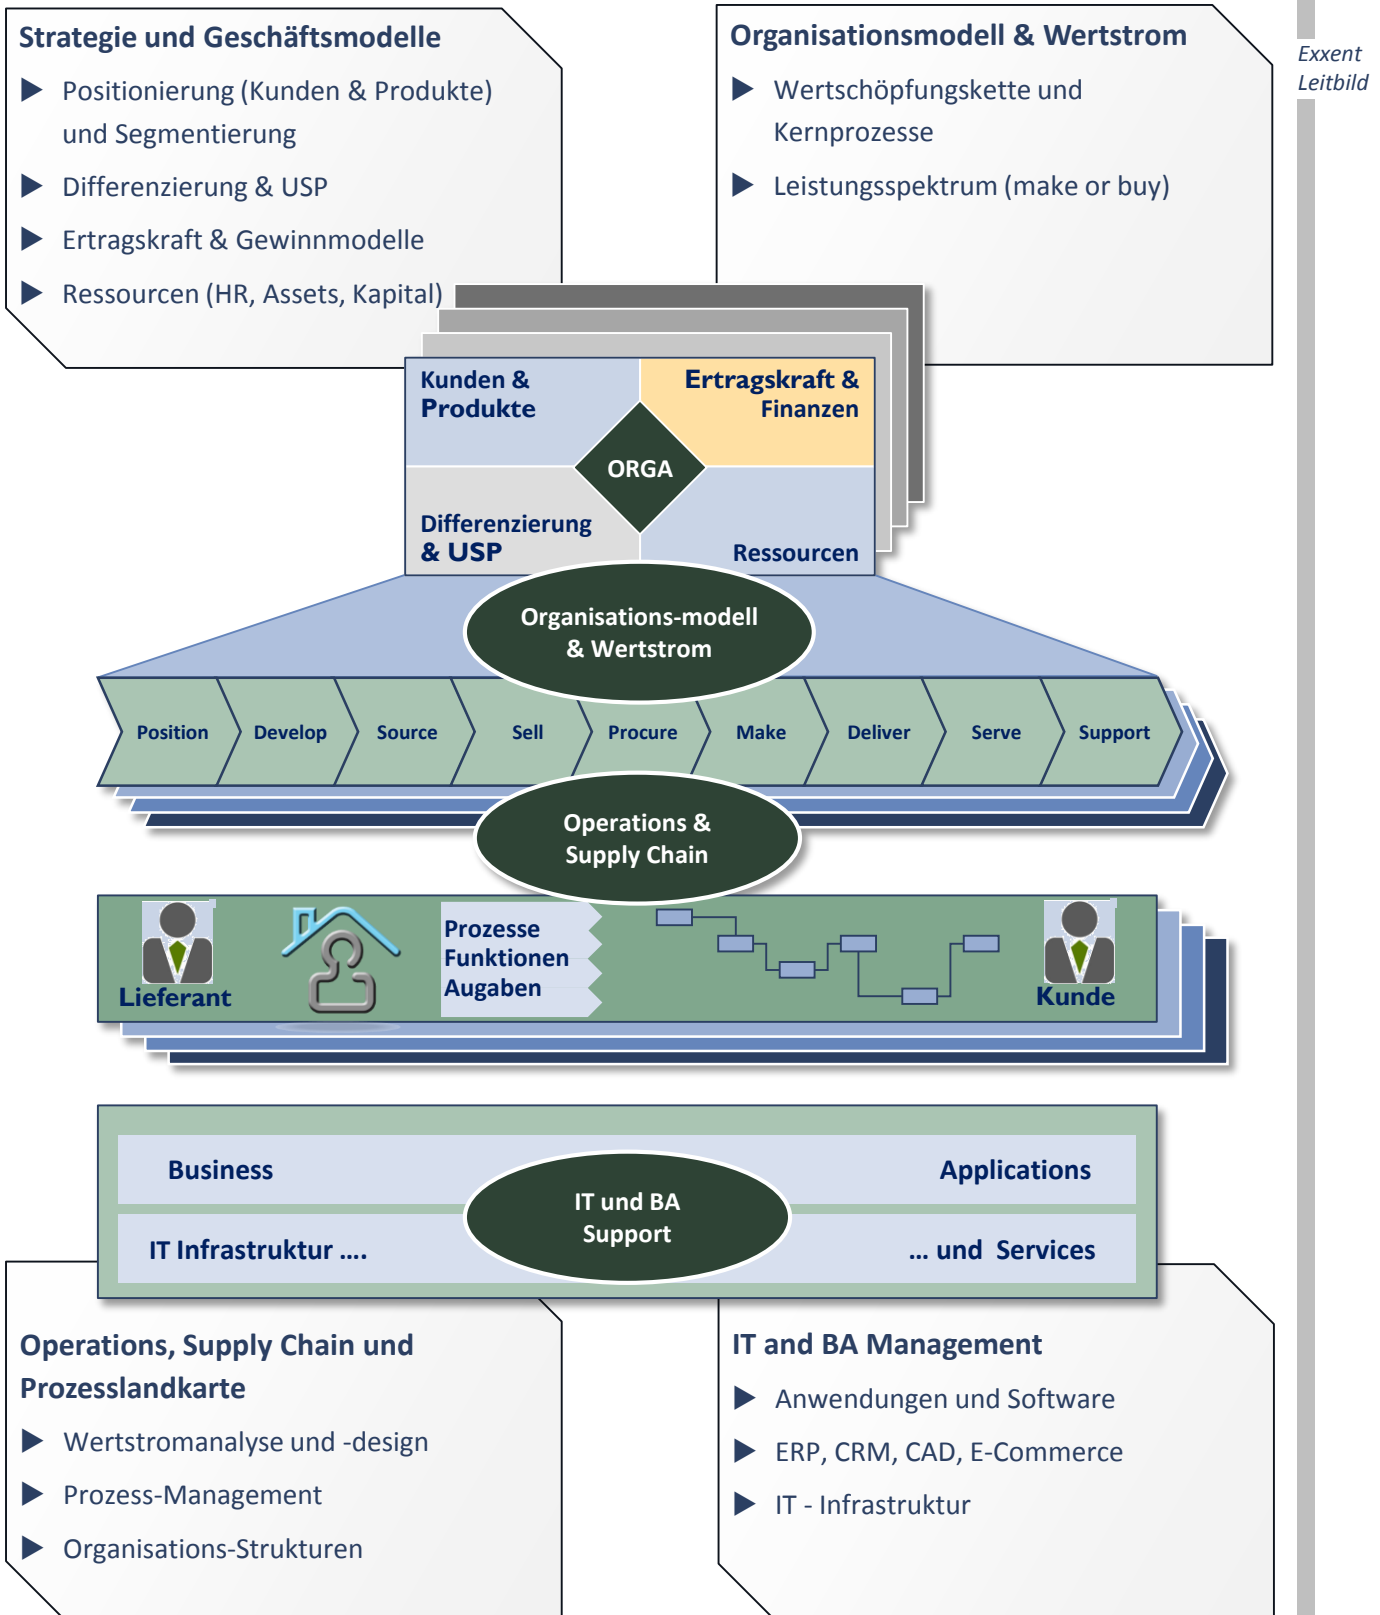 Strategie und Geschäftsmodelle
Positionierung (Kunden & Produkte)
und Segmentierung
Differenzierung & USP
Ertragskraft & Gewinnmodelle
Ressourcen (HR, Assets, Kapital)
Organisationsmodell & Wertstrom
Wertschöpfungskette und
Kernprozesse
Leistungsspektrum (make or buy)
Exxent
Leitbild
Kunden &
Produkte
Ertragskraft &
Finanzen
ORGA
Differenzierung
& USP
Ressourcen
Organisations-modell
& Wertstrom
Position
Develop
Source
Sell
Procure
Make
Deliver
Serve
Support
Operations &
Supply Chain
Lieferant
Prozesse
Funktionen
Augaben
Kunde
Business
Applications
IT und BA
Support
IT Infrastruktur ....
... und Services
Operations, Supply Chain und
Prozesslandkarte
Wertstromanalyse und -design
Prozess-Management
Organisations-Strukturen
IT and BA Management
Anwendungen und Software
ERP, CRM, CAD, E-Commerce
IT - Infrastruktur